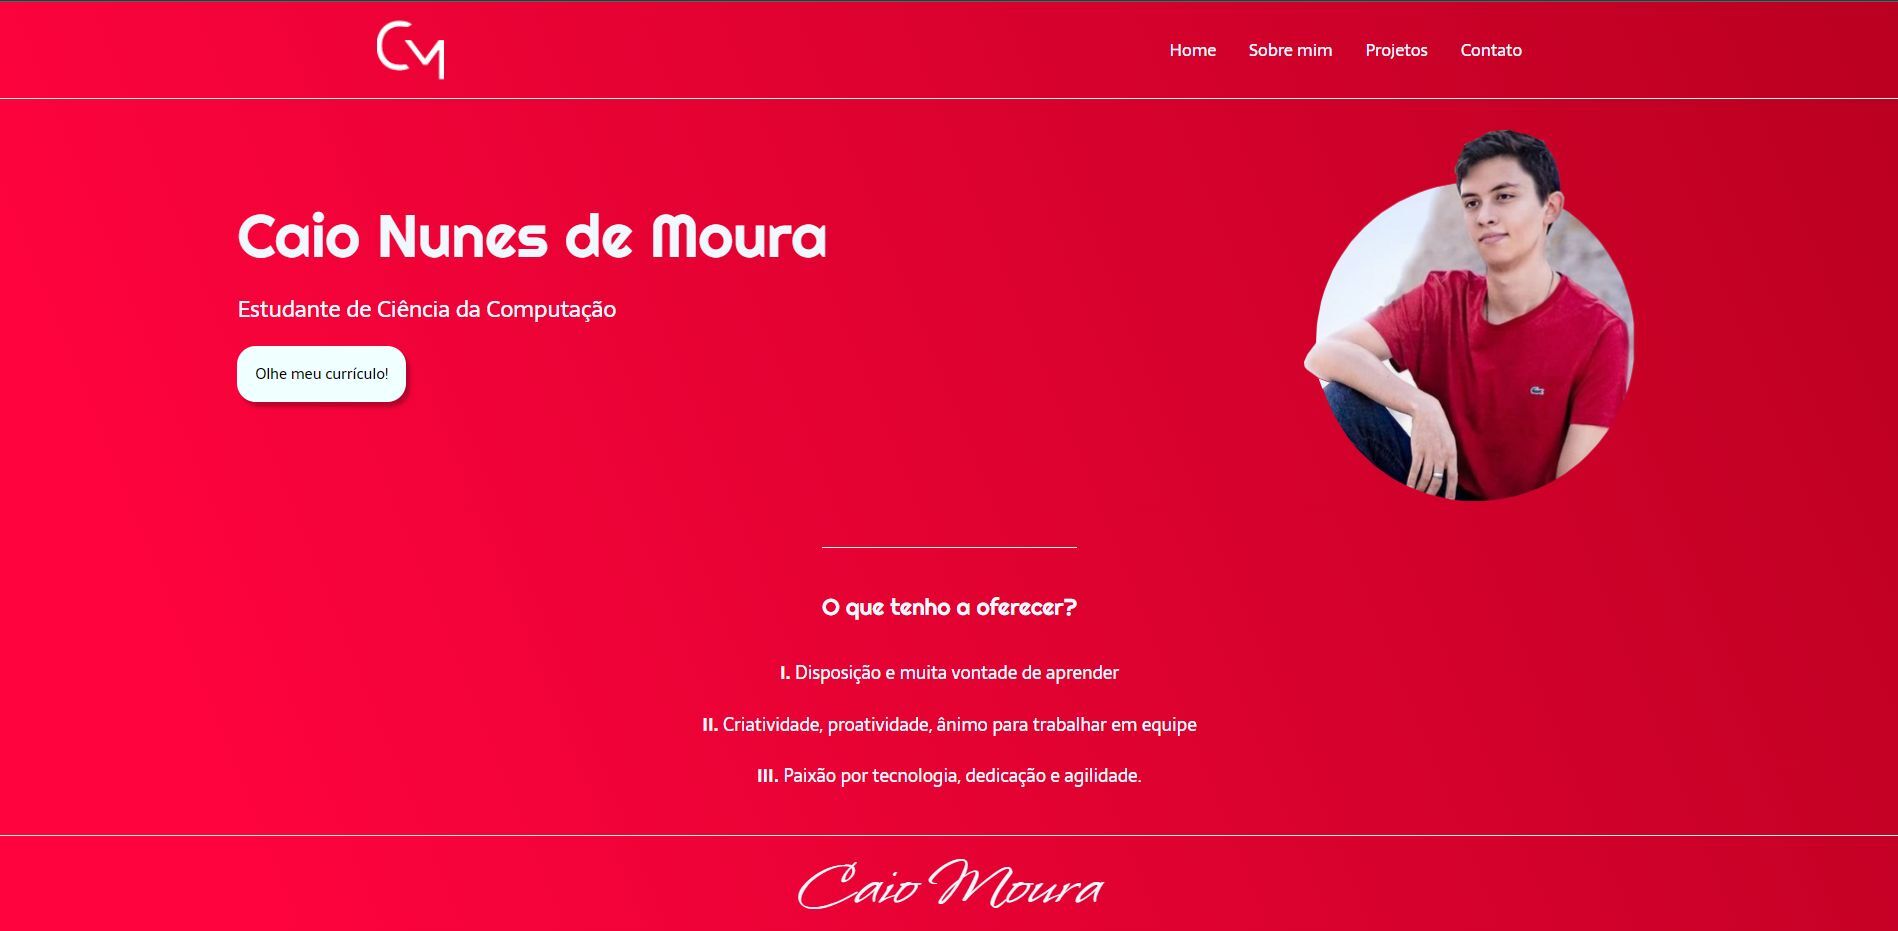 CM
Home Sobre mim Projetos Contato
Caio Nunes de Moura
Estudante de Ciência da Computação
Olhe meu currículo!
O que tenho a oferecer?
I. Disposição e muita vontade de aprender
II. Criatividade, proatividade, ânimo para trabalhar em equipe
III. Paixão por tecnologia, dedicação e agilidade.
Caio Moura